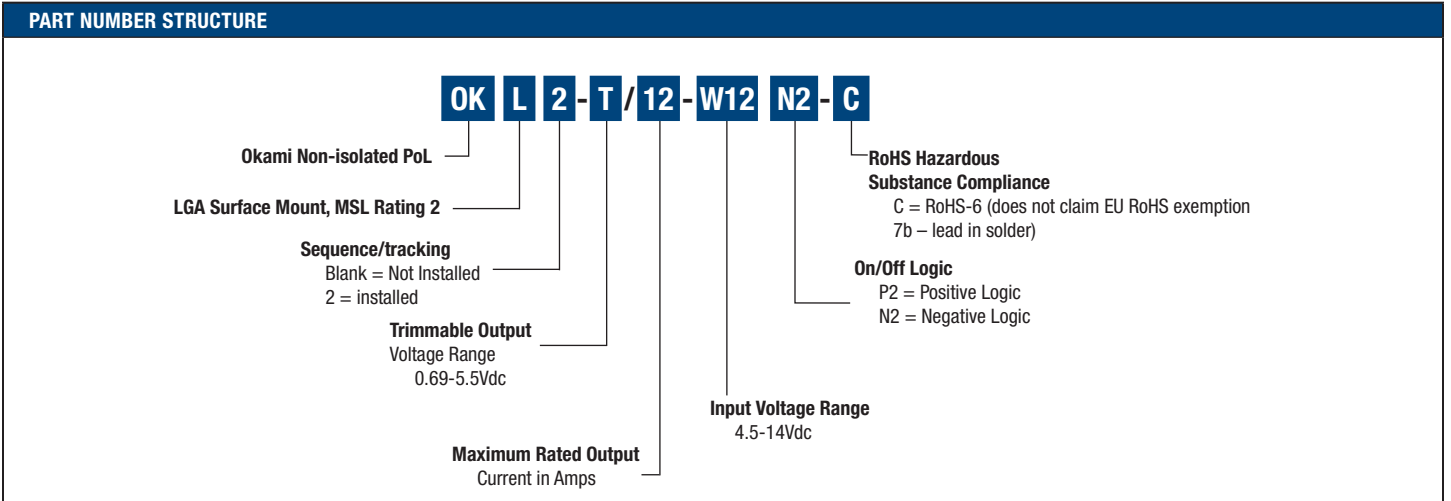 PART NUMBER STRUCTURE
OK L 2 - T / 12 - W12 N2 - C
Okami Non-isolated PoL
LGA Surface Mount, MSL Rating 2
Sequence/tracking
Blank = Not Installed
2 = installed
Trimmable Output
Voltage Range
0.69-5.5Vdc
Maximum Rated Output
Current in Amps
Input Voltage Range
4.5-14Vdc
On/Off Logic
P2 = Positive Logic
N2 = Negative Logic
RoHS Hazardous
Substance Compliance
C = RoHS-6 (does not claim EU RoHS exemption
7b – lead in solder)